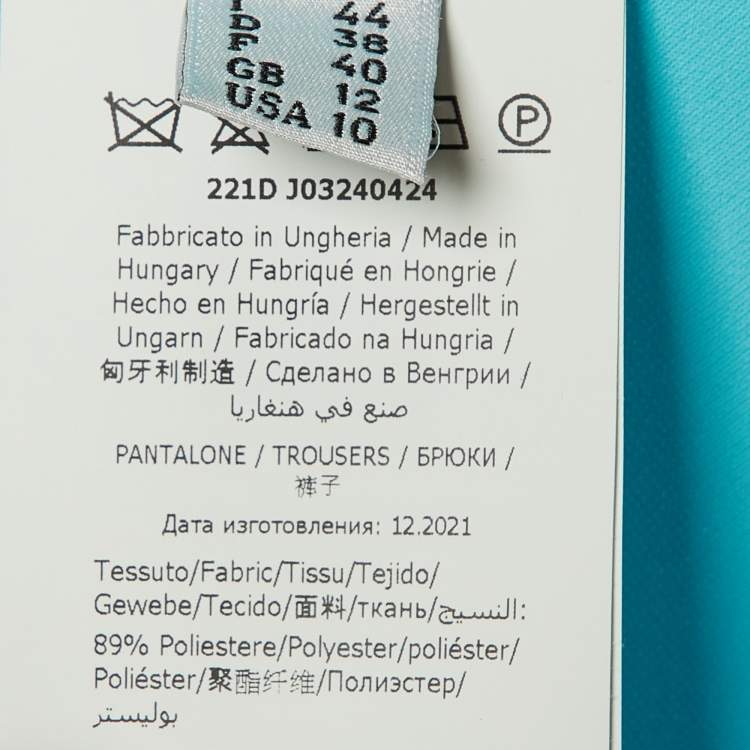 I 44
D 38
F 40
GB 12
USA 10
P
221D J03240424
Fabbricato in Ungheria / Made in
Hungary / Fabriqué en Hongrie /
Hecho en Hungría / Hergestellt in
Ungarn / Fabricado na Hungria /
匈牙利制造 / Сделано в Венгрии /
صنع في هنغاريا
PANTALONE / TROUSERS / БРЮКИ /
裤子
Дата изготовления: 12.2021
Tessuto/Fabric/Tissu/Tejido/
Gewebe/Tecido/面料/ткань/النسيج:
89% Poliestere/Polyester/poliéster/
Poliéster/聚酯纤维/Полиэстер/
بوليستر